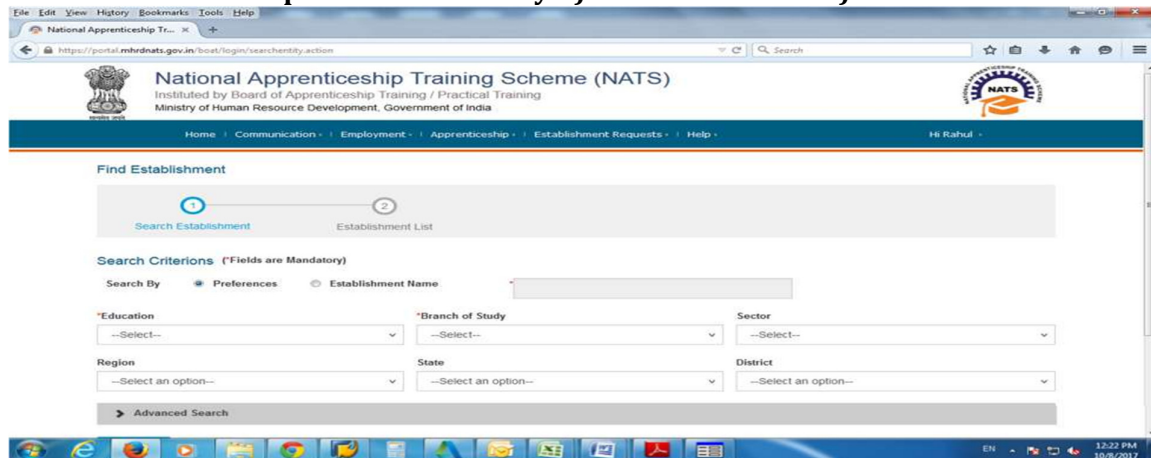 File Edit View History Bookmarks Tools Help
National Apprenticeship Tr... × +
https://portal.mhrdnats.gov.in/boat/login/searchentity.action
Search
National Apprenticeship Training Scheme (NATS)
Instituted by Board of Apprenticeship Training / Practical Training
Ministry of Human Resource Development, Government of India
NATS
Home Communication Employment Apprenticeship Establishment Requests Help Hi Rahul
Find Establishment
1 2
Search Establishment Establishment List
Search Criterions (*Fields are Mandatory)
Search By Preferences Establishment Name *
*Education *Branch of Study Sector
--Select-- --Select-- --Select--
Region State District
--Select an option-- --Select an option-- --Select an option--
Advanced Search
EN 12:22 PM
10/8/2017